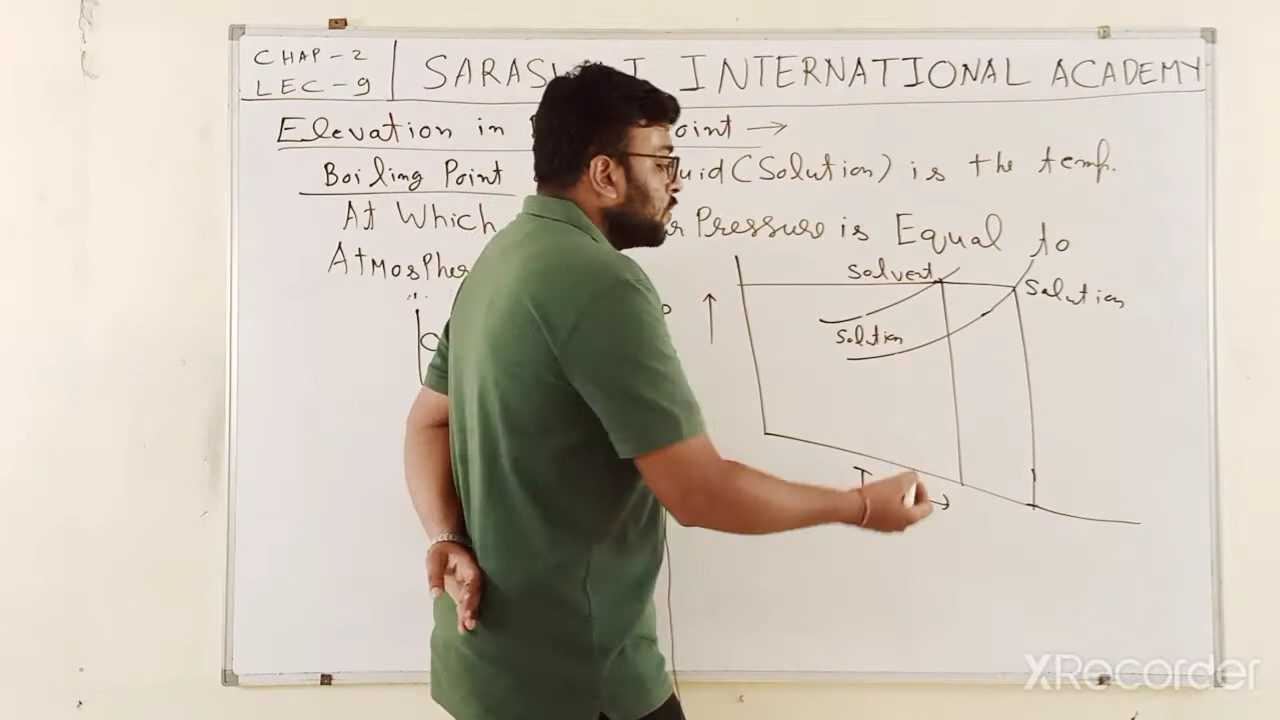 CHAP-2
LEC-9
INTERNATIONAL ACADEMY
Elevation in oint →
Boiling Point uid (Solution) is the temp.
At Which Pressure is Equal to
Atmosphe
Solvent
Solution
Solution
T
XRecorder